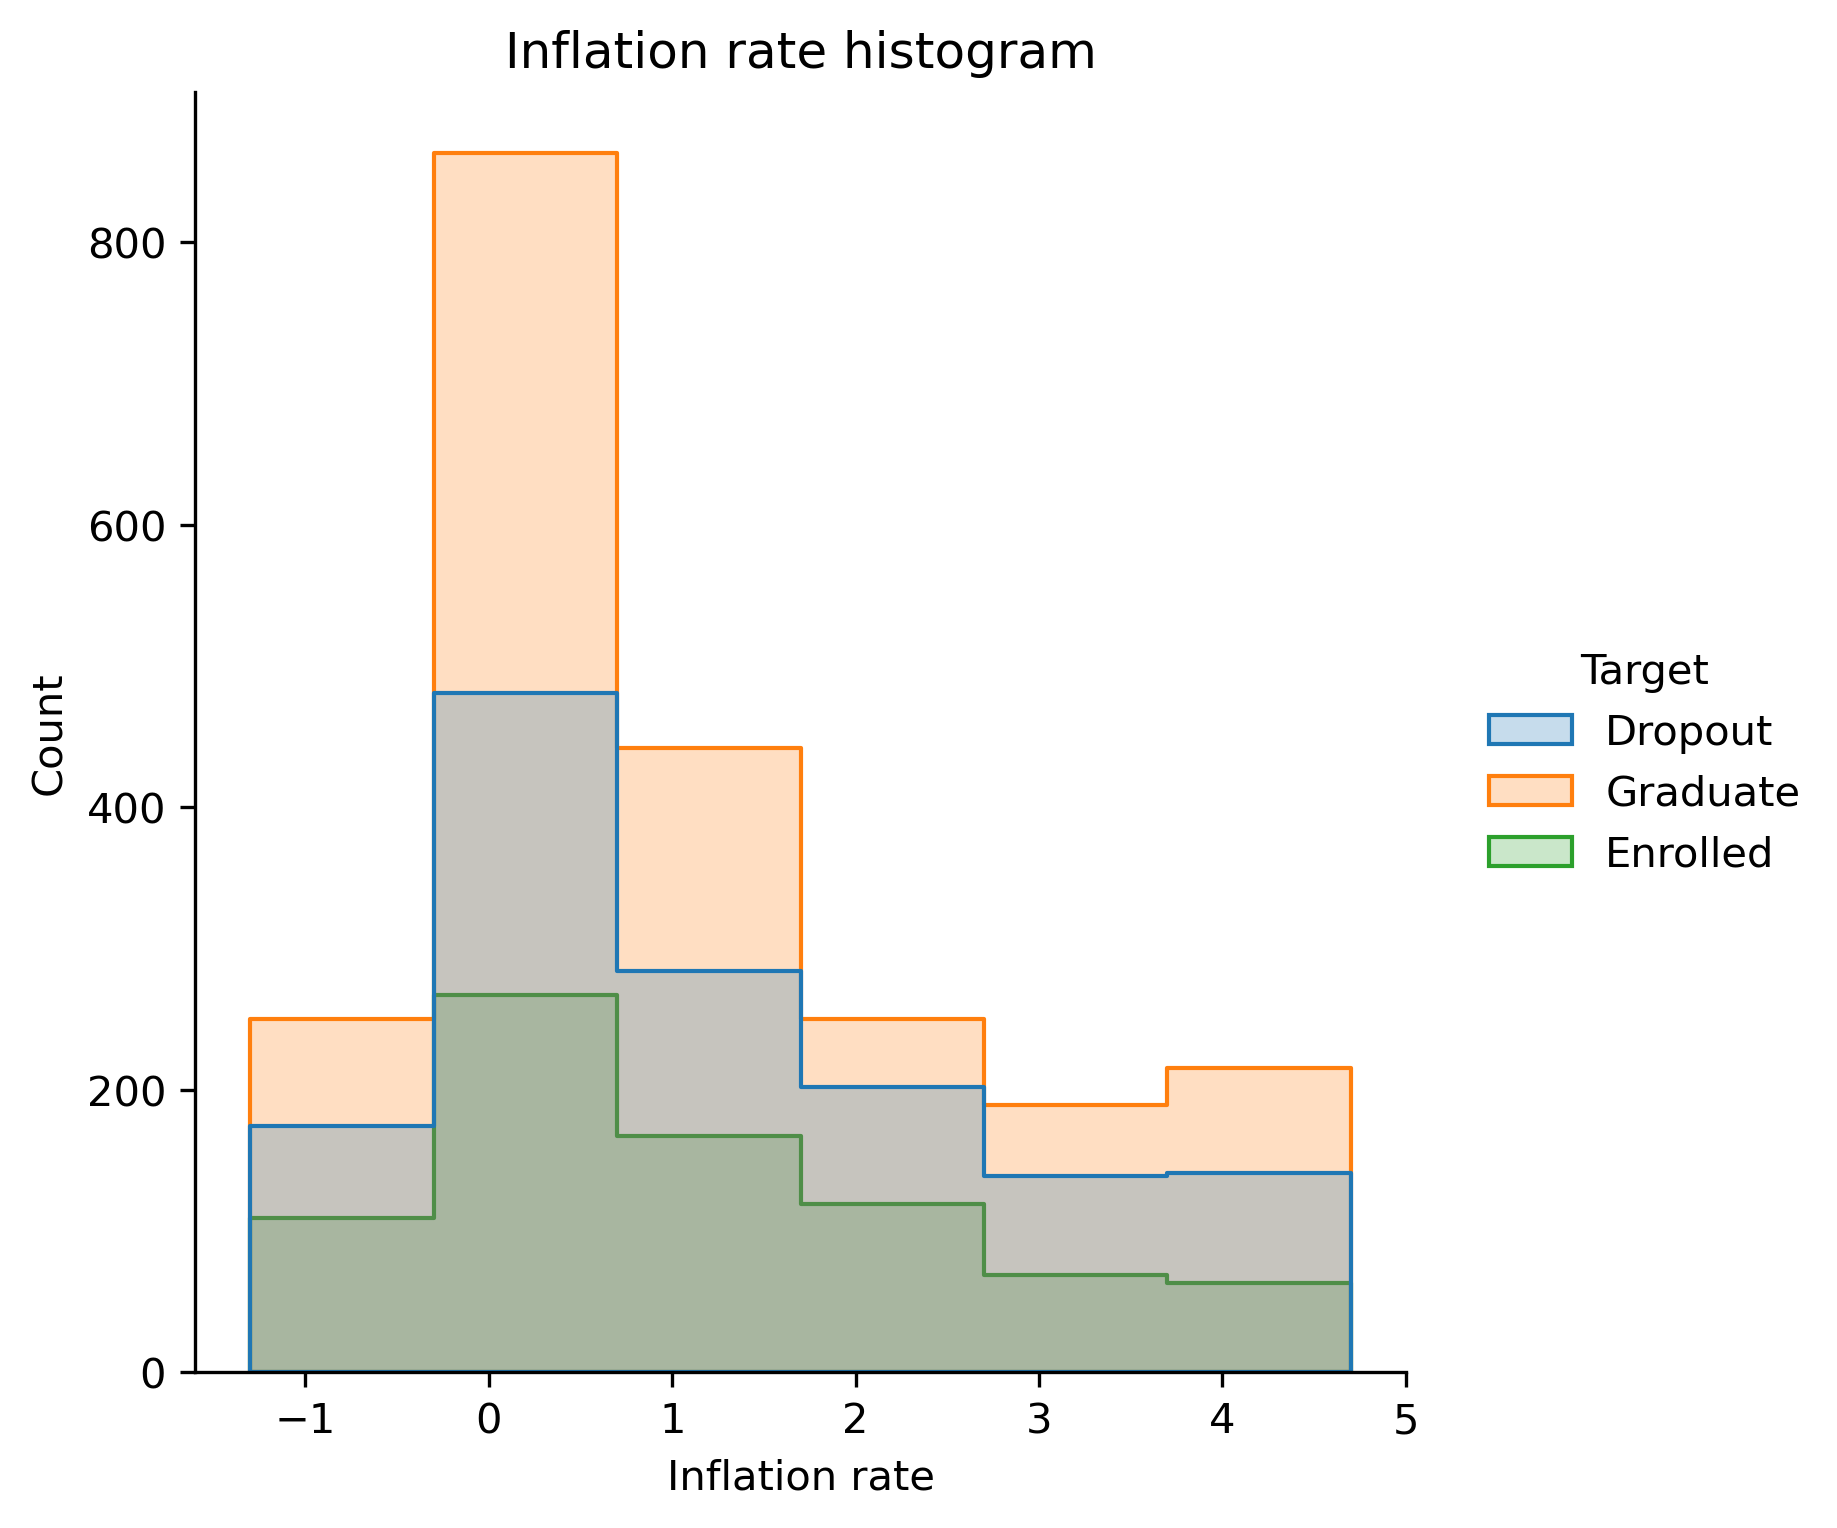 Inflation rate histogram
800
600
400
200
0
Count
−1 0 1 2 3 4 5
Inflation rate
Target
Dropout
Graduate
Enrolled